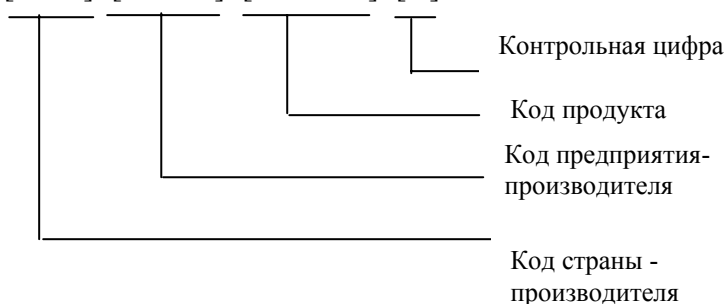 Контрольная цифра
Код продукта
Код предприятия-
производителя
Код страны -
производителя